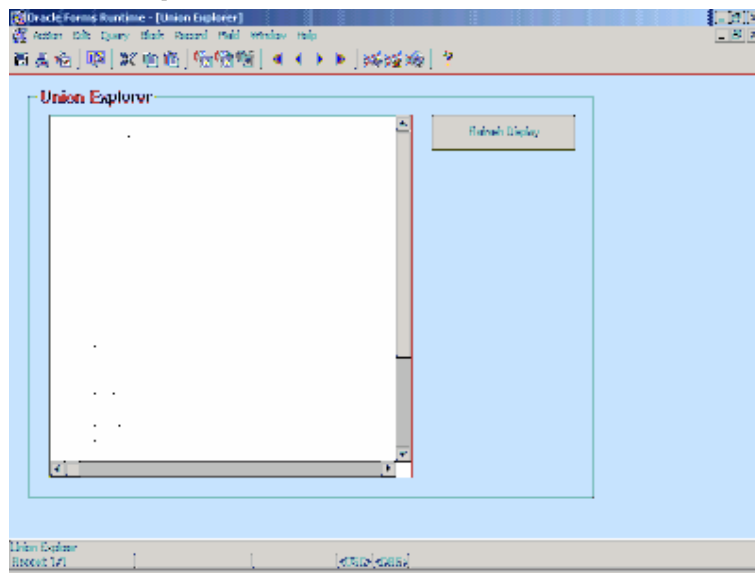 Oracle Forms Runtime - [Union Explorer]
Action Edit Query Block Record Field Window Help
Union Explorer
Refresh Display
Union Explorer
Record: 1/1